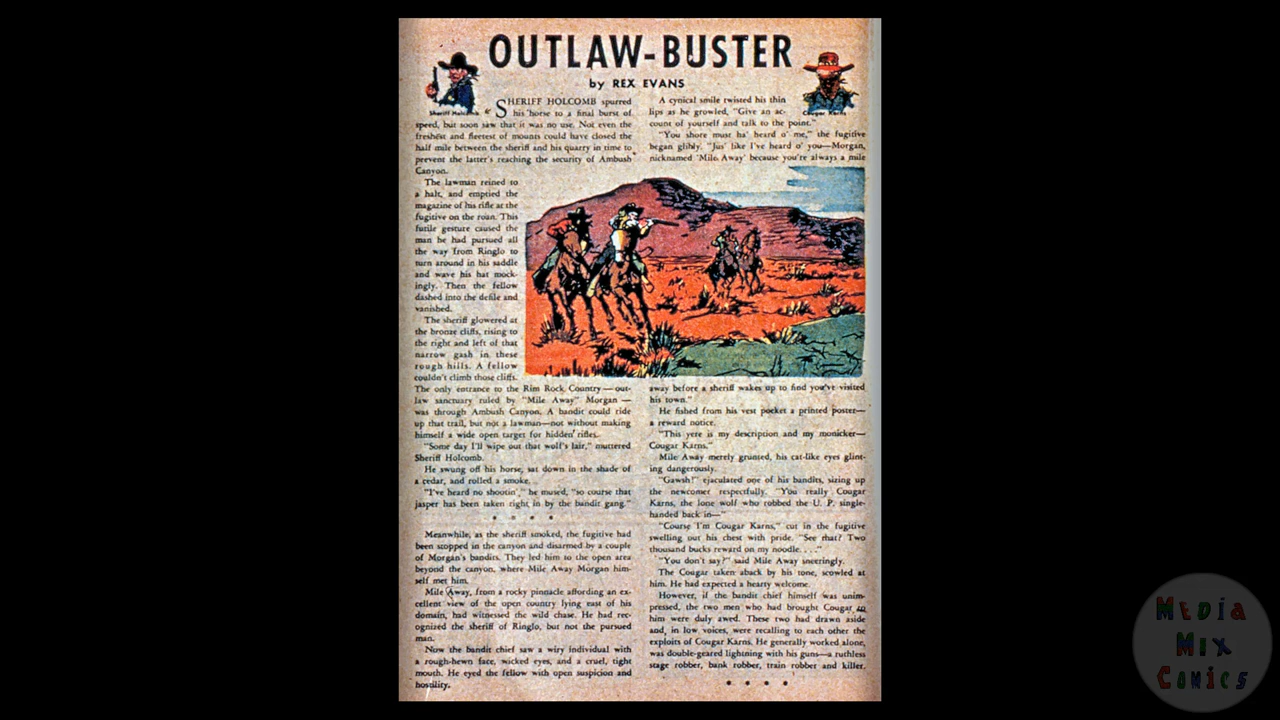 OUTLAW-BUSTER
by REX EVANS
Sheriff Holcomb
Cougar Karns
SHERIFF HOLCOMB spurred
his horse to a final burst of
speed, but soon saw that it was no use. Not even the
freshest and fleetest of mounts could have closed the
half mile between the sheriff and his quarry in time to
prevent the latter's reaching the security of Ambush
Canyon.
The lawman reined to
a halt, and emptied the
magazine of his rifle at the
fugitive on the roan. This
futile gesture caused the
man he had pursued all
the way from Ringlo to
turn around in his saddle
and wave his hat mock-
ingly. Then the fellow
dashed into the defile and
vanished.
The sheriff glowered at
the bronze cliffs, rising to
the right and left of that
narrow gash in these
rough hills. A fellow
couldn't climb those cliffs.
The only entrance to the Rim Rock Country—out-
law sanctuary ruled by "Mile Away" Morgan —
was through Ambush Canyon. A bandit could ride
up that trail, but not a lawman—not without making
himself a wide open target for hidden rifles.
"Some day I'll wipe out that wolf's lair," muttered
Sheriff Holcomb.
He swung off his horse, sat down in the shade of
a cedar, and rolled a smoke.
"I've heard no shootin'," he mused, "so course that
jasper has been taken right in by the bandit gang."
* * * *
Meanwhile, as the sheriff smoked, the fugitive had
been stopped in the canyon and disarmed by a couple
of Morgan's bandits. They led him to the open area
beyond the canyon, where Mile Away Morgan him-
self met him.
Mile Away, from a rocky pinnacle affording an ex-
cellent view of the open country lying east of his
domain, had witnessed the wild chase. He had rec-
ognized the sheriff of Ringlo, but not the pursued
man.
Now the bandit chief saw a wiry individual with
a rough-hewn face, wicked eyes, and a cruel, tight
mouth. He eyed the fellow with open suspicion and
hostility.
A cynical smile twisted his thin
lips as he growled, "Give an ac-
count of yourself and talk to the point."
"You shore must ha' heard o' me," the fugitive
began glibly. "Jus' like I've heard o' you—Morgan,
nicknamed 'Mile Away' because you're always a mile
away before a sheriff wakes up to find you've visited
his town."
He fished from his vest pocket a printed poster—
a reward notice.
"This yere is my description and my monicker—
Cougar Karns."
Mile Away merely grunted, his cat-like eyes glint-
ing dangerously.
"Gawsh!" ejaculated one of his bandits, sizing up
the newcomer respectfully. "You really Cougar
Karns, the lone wolf who robbed the U. P. single-
handed back in—"
"Course I'm Cougar Karns," cut in the fugitive
swelling out his chest with pride. "See that? Two
thousand bucks reward on my noodle. . . ."
"You don't say?" said Mile Away sneeringly.
The Cougar taken aback by his tone, scowled at
him. He had expected a hearty welcome.
However, if the bandit chief himself was unim-
pressed, the two men who had brought Cougar to
him were duly awed. These two had drawn aside
and, in low voices, were recalling to each other the
exploits of Cougar Karns. He generally worked alone,
was double-geared lightning with his guns—a ruthless
stage robber, bank robber, train robber and killer.
* * * *
MEDIA
MIX
COMICS